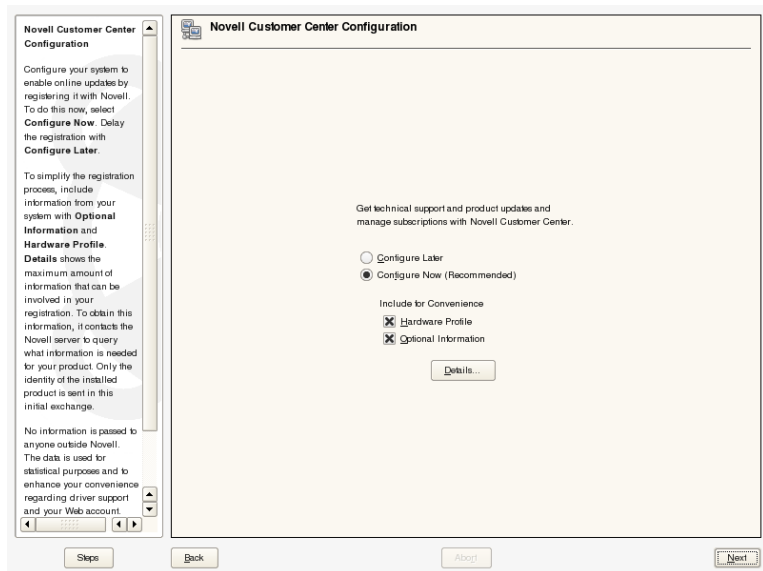 Novell Customer Center
Configuration
Configure your system to
enable online updates by
registering it with Novell.
To do this now, select
Configure Now. Delay
the registration with
Configure Later.
To simplify the registration
process, include
information from your
system with Optional
Information and
Hardware Profile.
Details shows the
maximum amount of
information that can be
involved in your
registration. To obtain this
information, it contacts the
Novell server to query
what information is needed
for your product. Only the
identity of the installed
product is sent in this
initial exchange.
No information is passed to
anyone outside Novell.
The data is used for
statistical purposes and to
enhance your convenience
regarding driver support
and your Web account.
Novell Customer Center Configuration
Get technical support and product updates and
manage subscriptions with Novell Customer Center.
Configure Later
Configure Now (Recommended)
Include for Convenience
Hardware Profile
Optional Information
Details...
Steps
Back
Abort
Next